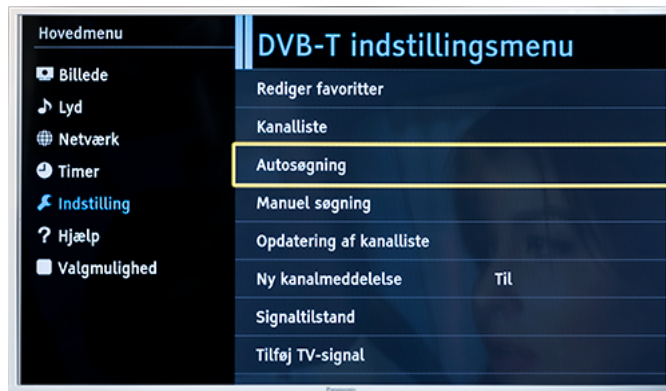 Hovedmenu
Billede
Lyd
Netværk
Timer
Indstilling
? Hjælp
Valgmulighed
DVB-T indstillingsmenu
Rediger favoritter
Kanalliste
Autosøgning
Manuel søgning
Opdatering af kanalliste
Ny kanalmeddelelse Til
Signaltilstand
Tilføj TV-signal